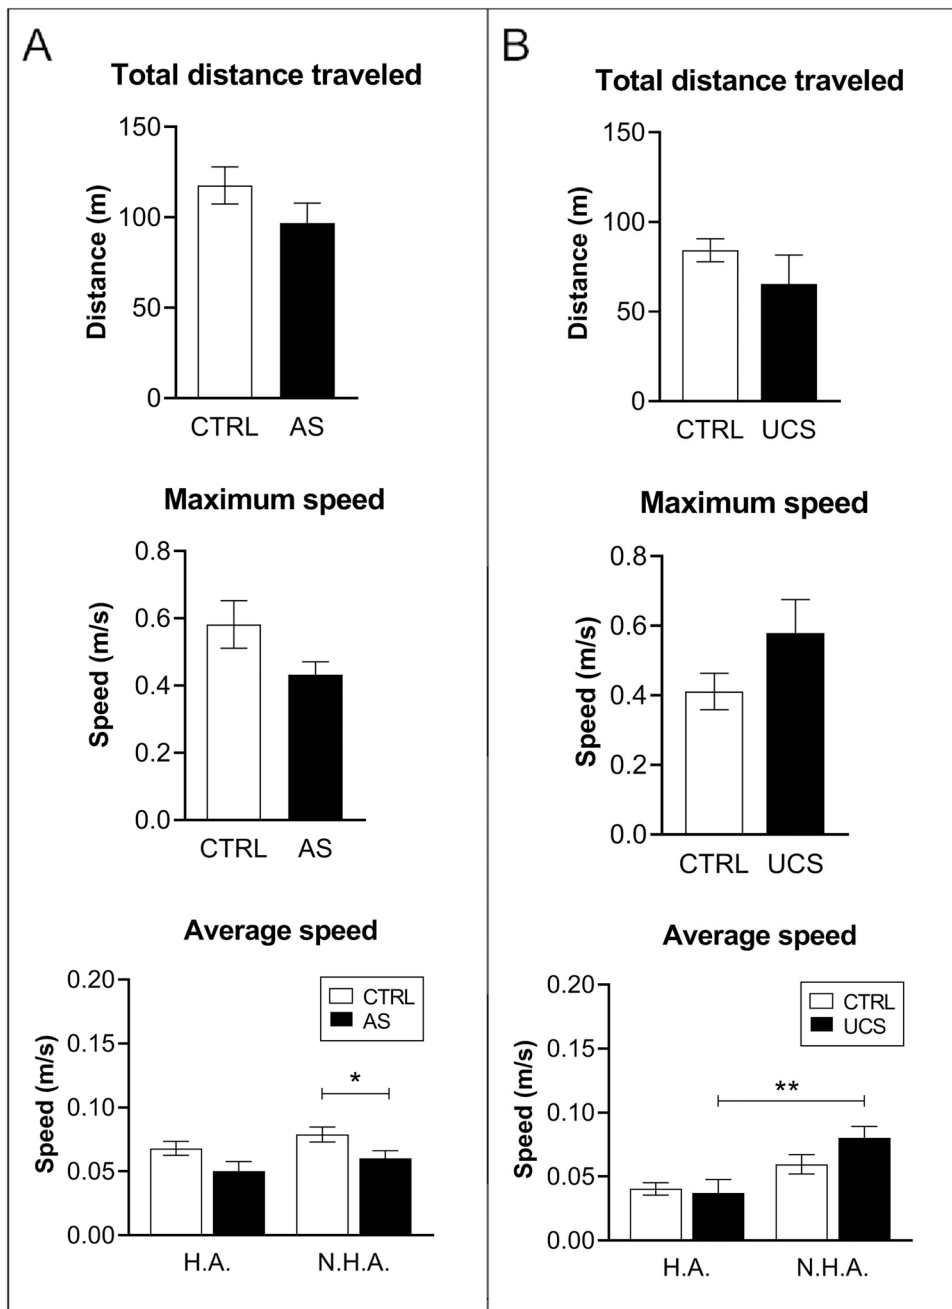 A
Total distance traveled
150
100
50
0
Distance (m)
CTRL AS
Maximum speed
0.8
0.6
0.4
0.2
0.0
Speed (m/s)
CTRL AS
Average speed
0.20
0.15
0.10
0.05
0.00
Speed (m/s)
CTRL
AS
*
H.A. N.H.A.
B
Total distance traveled
150
100
50
0
Distance (m)
CTRL UCS
Maximum speed
0.8
0.6
0.4
0.2
0.0
Speed (m/s)
CTRL UCS
Average speed
0.20
0.15
0.10
0.05
0.00
Speed (m/s)
CTRL
UCS
**
H.A. N.H.A.